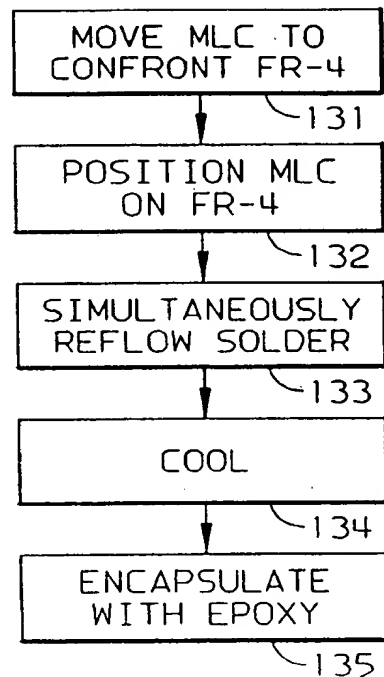 MOVE MLC TO
CONFRONT FR-4
131
POSITION MLC
ON FR-4
132
SIMULTANEOUSLY
REFLOW SOLDER
133
COOL
134
ENCAPSULATE
WITH EPOXY
135